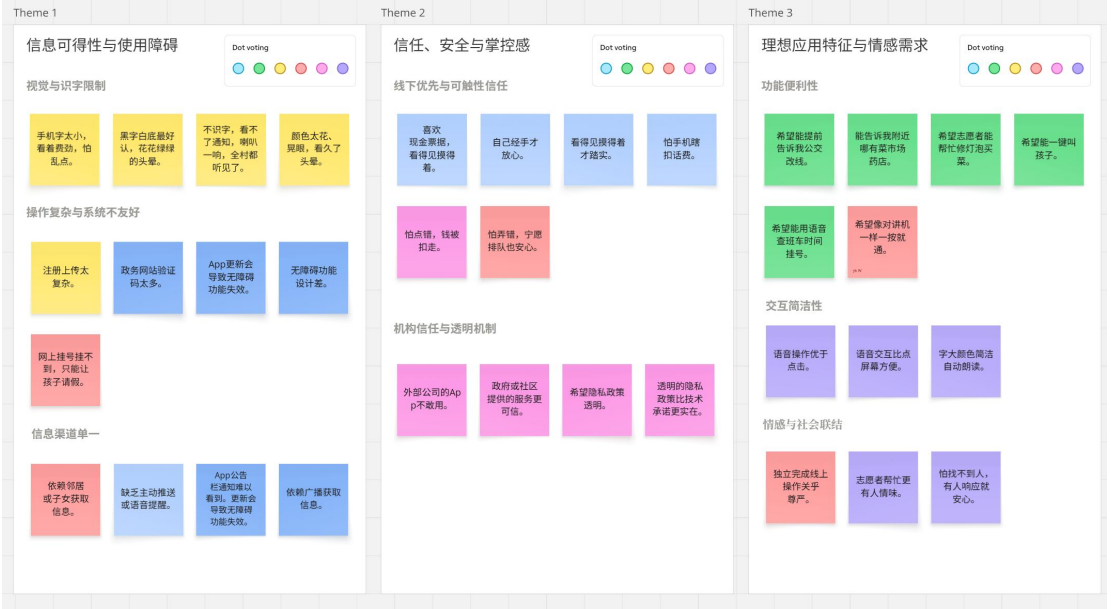 Theme 1
信息可得性与使用障碍
Dot voting
视觉与识字限制
手机字太小，
看着费劲，怕
乱点。
黑字白底最好
认，花花绿绿
的头晕。
不识字，看不
了通知，喇叭
一响，全村都
听见了。
颜色太花、
晃眼，看久了
头晕。
操作复杂与系统不友好
注册上传太
复杂。
政务网站验证
码太多。
App更新会
导致无障碍
功能失效。
无障碍功能
设计差。
网上挂号挂不
到，只能让
孩子请假。
信息渠道单一
依赖邻居
或子女获取
信息。
缺乏主动推送
或语音提醒。
App公告
栏通知难以
看到。更新会
导致无障碍
功能失效。
依赖广播获取
信息。
Theme 2
信任、安全与掌控感
Dot voting
线下优先与可触性信任
喜欢
现金票据，
看得见摸得
着。
自己经手才
放心。
看得见摸得着
才踏实。
怕手机瞎
扣话费。
怕点错，钱被
扣走。
怕弄错，宁愿
排队也安心。
机构信任与透明机制
外部公司的Ap
p不敢用。
政府或社区
提供的服务更
可信。
希望隐私政策
透明。
透明的隐私
政策比技术
承诺更实在。
Theme 3
理想应用特征与情感需求
Dot voting
功能便利性
希望能提前
告诉我公交
改线。
能告诉我附近
哪有菜市场
药店。
希望志愿者能
帮忙修灯泡买
菜。
希望能一键叫
孩子。
希望能用语音
查班车时间
挂号。
希望像对讲机
一样一按就
通。
交互简洁性
语音操作优于
点击。
语音交互比点
屏幕方便。
字大颜色简洁
自动朗读。
情感与社会联结
独立完成线上
操作关乎
尊严。
志愿者帮忙更
有人情味。
怕找不到人，
有人响应就
安心。